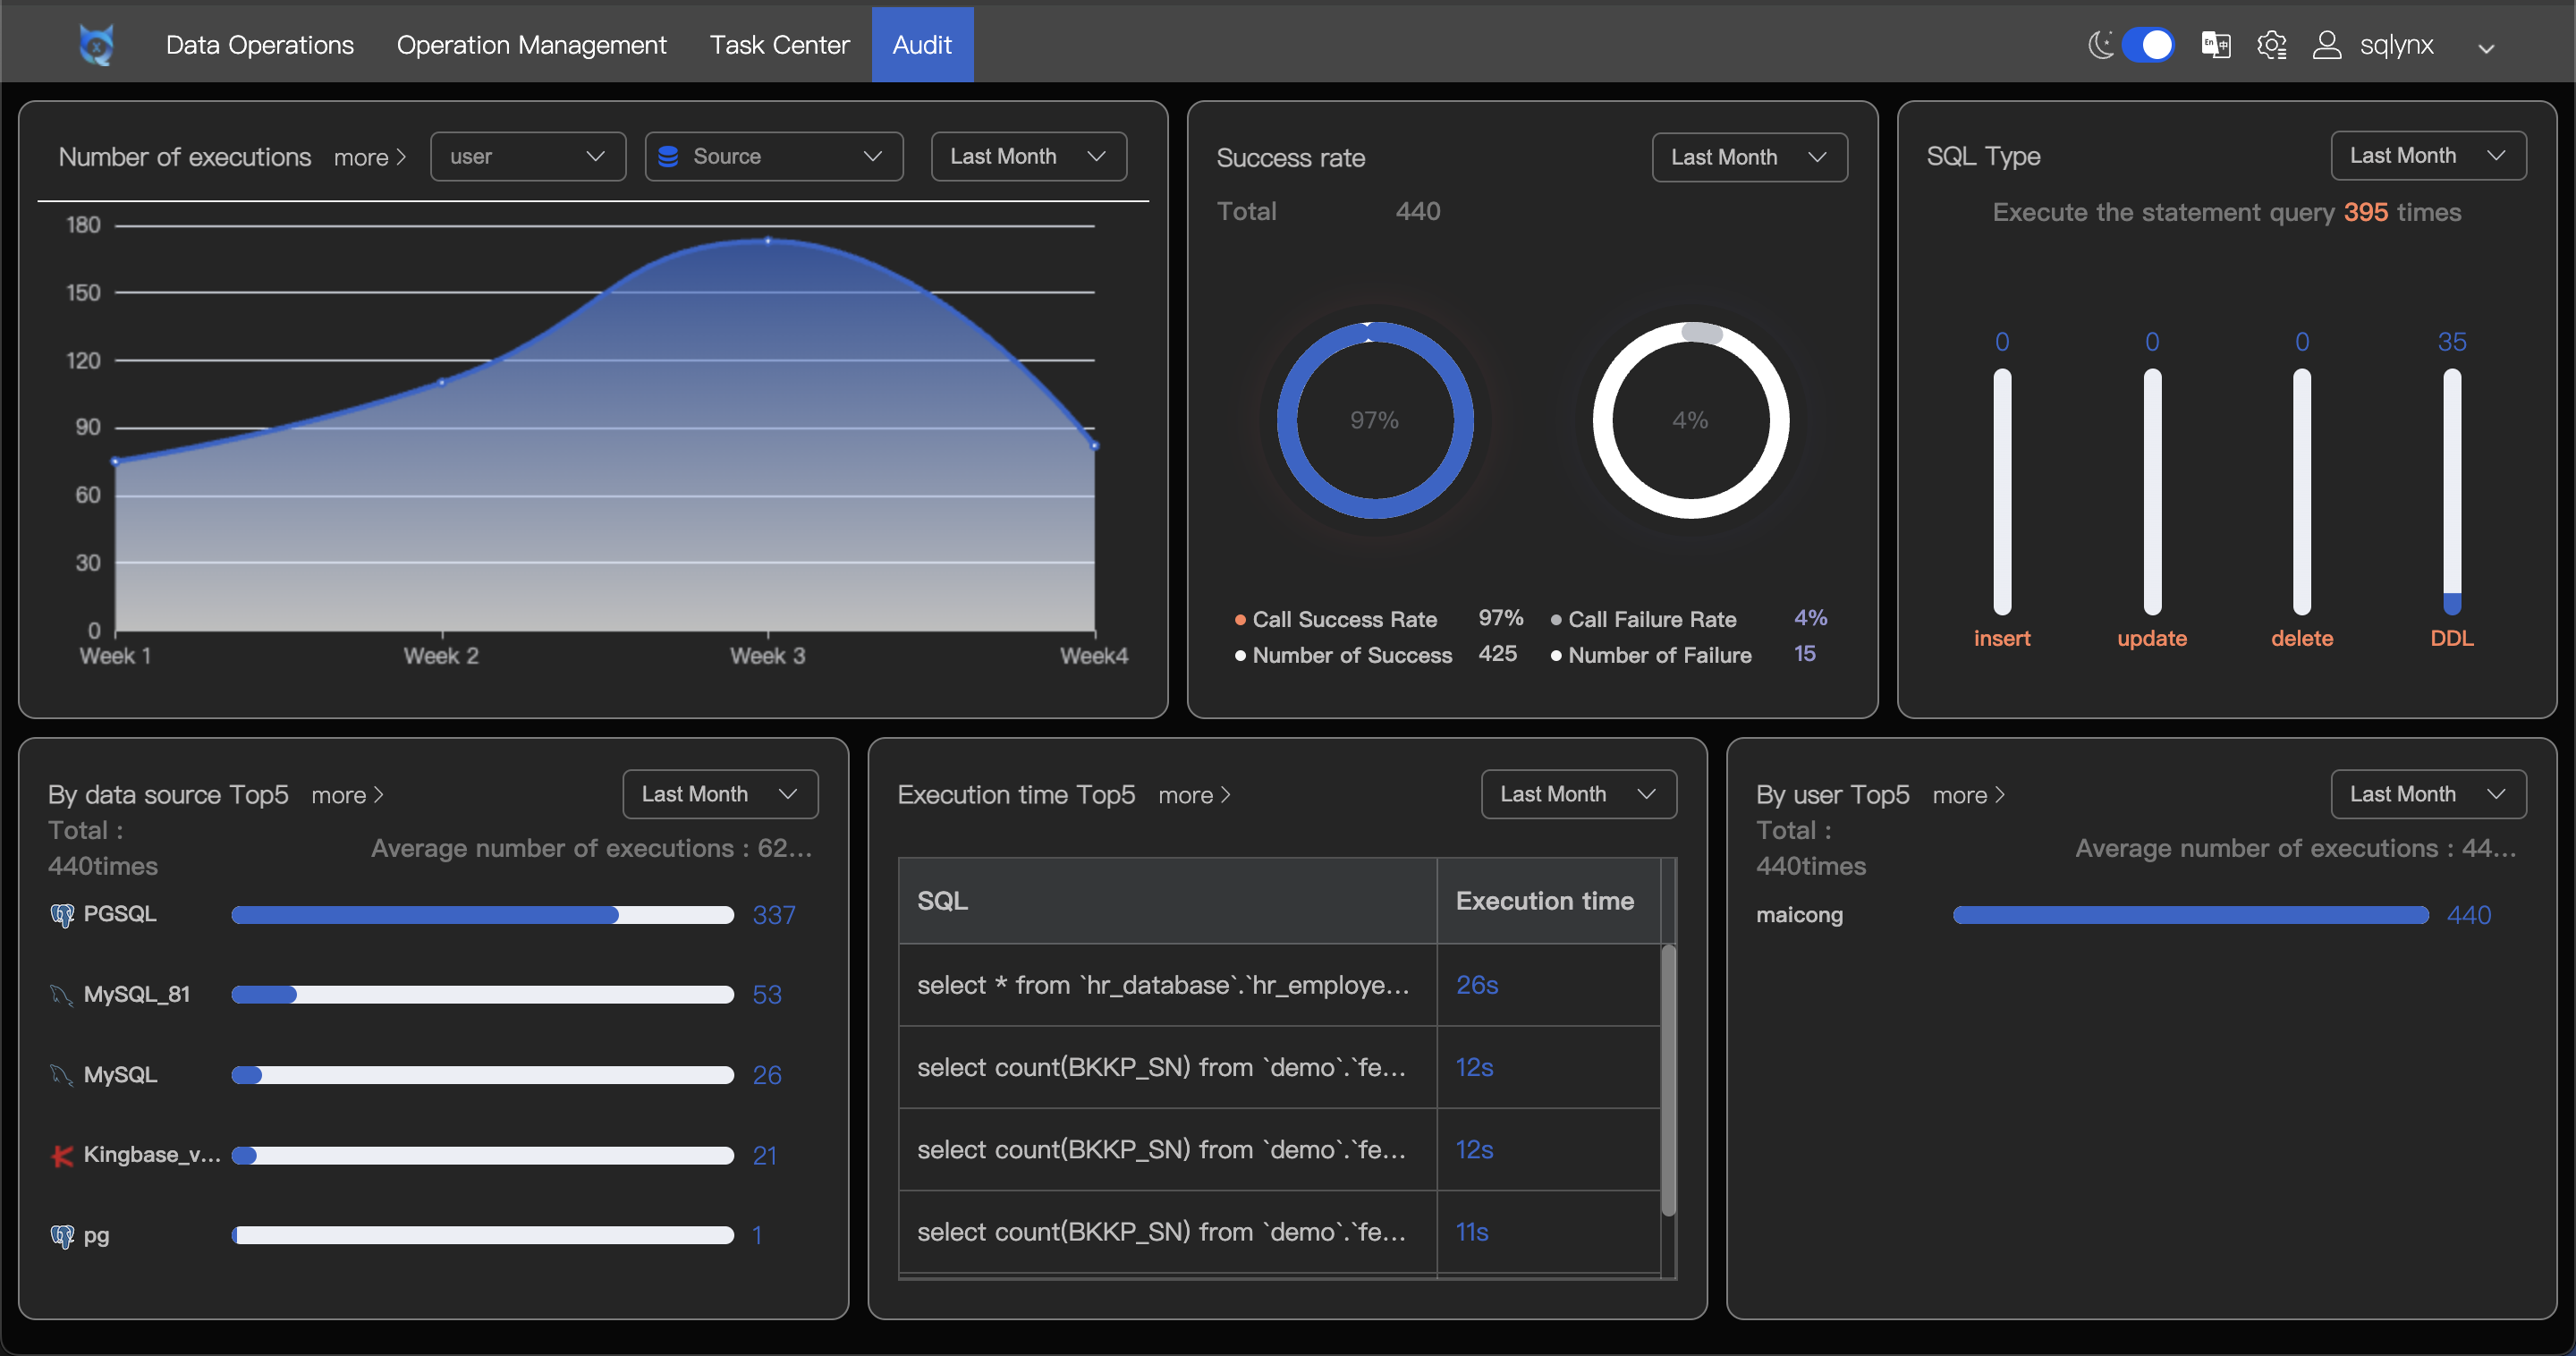 Data Operations Operation Management Task Center Audit sqlynx
Number of executions more user Source Last Month
180
150
120
90
60
30
0
Week 1 Week 2 Week 3 Week4
Success rate Last Month
Total 440
97% 4%
Call Success Rate 97% Call Failure Rate 4%
Number of Success 425 Number of Failure 15
SQL Type Last Month
Execute the statement query 395 times
0 0 0 35
insert update delete DDL
By data source Top5 more Last Month
Total :
440times
Average number of executions : 62...
PGSQL 337
MySQL_81 53
MySQL 26
Kingbase_v... 21
pg 1
Execution time Top5 more Last Month
SQL Execution time
select * from `hr_database`.`hr_employe... 26s
select count(BKKP_SN) from `demo`.`fe... 12s
select count(BKKP_SN) from `demo`.`fe... 12s
select count(BKKP_SN) from `demo`.`fe... 11s
By user Top5 more Last Month
Total :
440times
Average number of executions : 44...
maicong 440